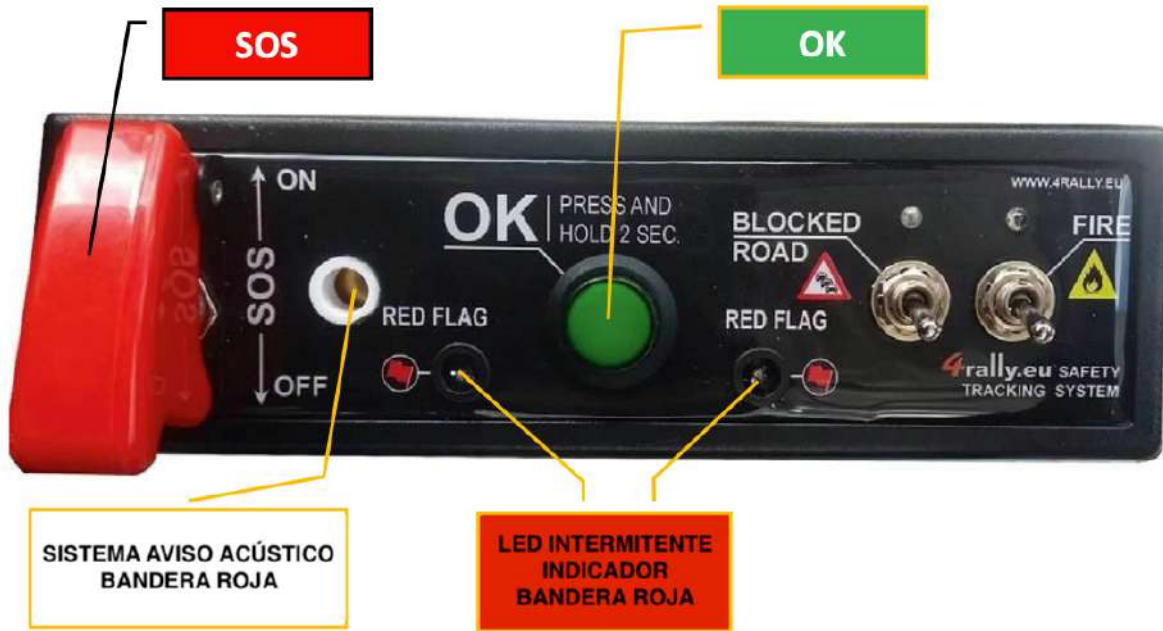 SOS
OK
ON
SOS
OFF
OK
PRESS AND
HOLD 2 SEC.
RED FLAG
WWW.4RALLY.EU
BLOCKED
ROAD
FIRE
RED FLAG
4rally.eu SAFETY
TRACKING SYSTEM
SOS
SISTEMA AVISO ACÚSTICO
BANDERA ROJA
LED INTERMITENTE
INDICADOR
BANDERA ROJA